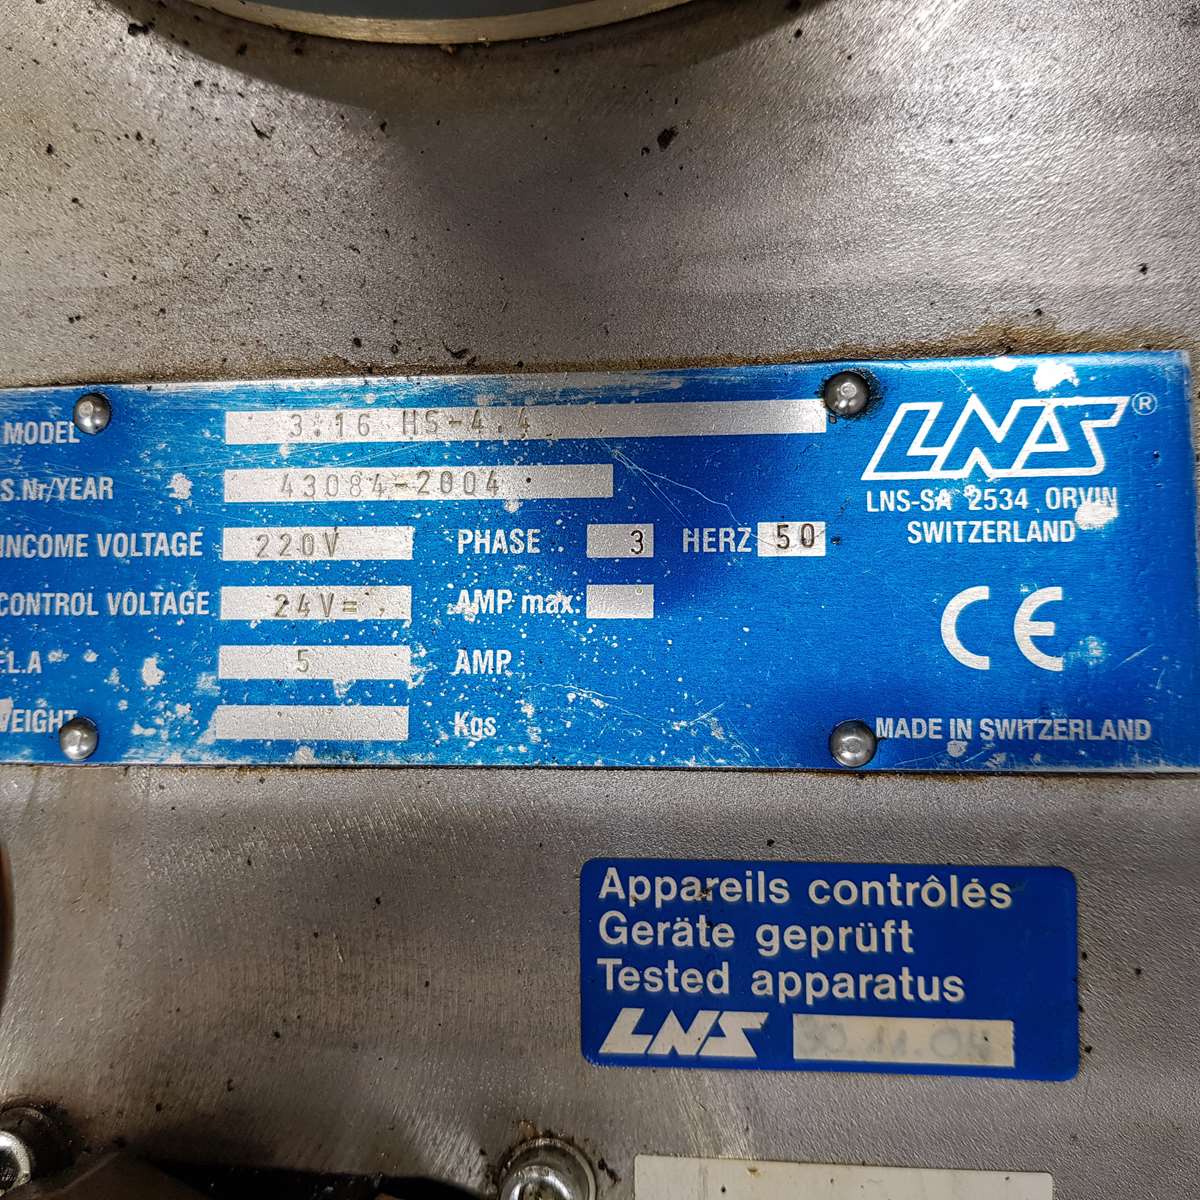 MODEL 3.16 HS-4.4
S.Nr/YEAR 43084-2004
INCOME VOLTAGE 220V PHASE 3 HERZ 50
CONTROL VOLTAGE 24V= AMP max.
F.L.A 5 AMP
WEIGHT Kgs
LNS®
LNS-SA 2534 ORVIN
SWITZERLAND
CE
MADE IN SWITZERLAND
Appareils contrôlés
Geräte geprüft
Tested apparatus
LNS